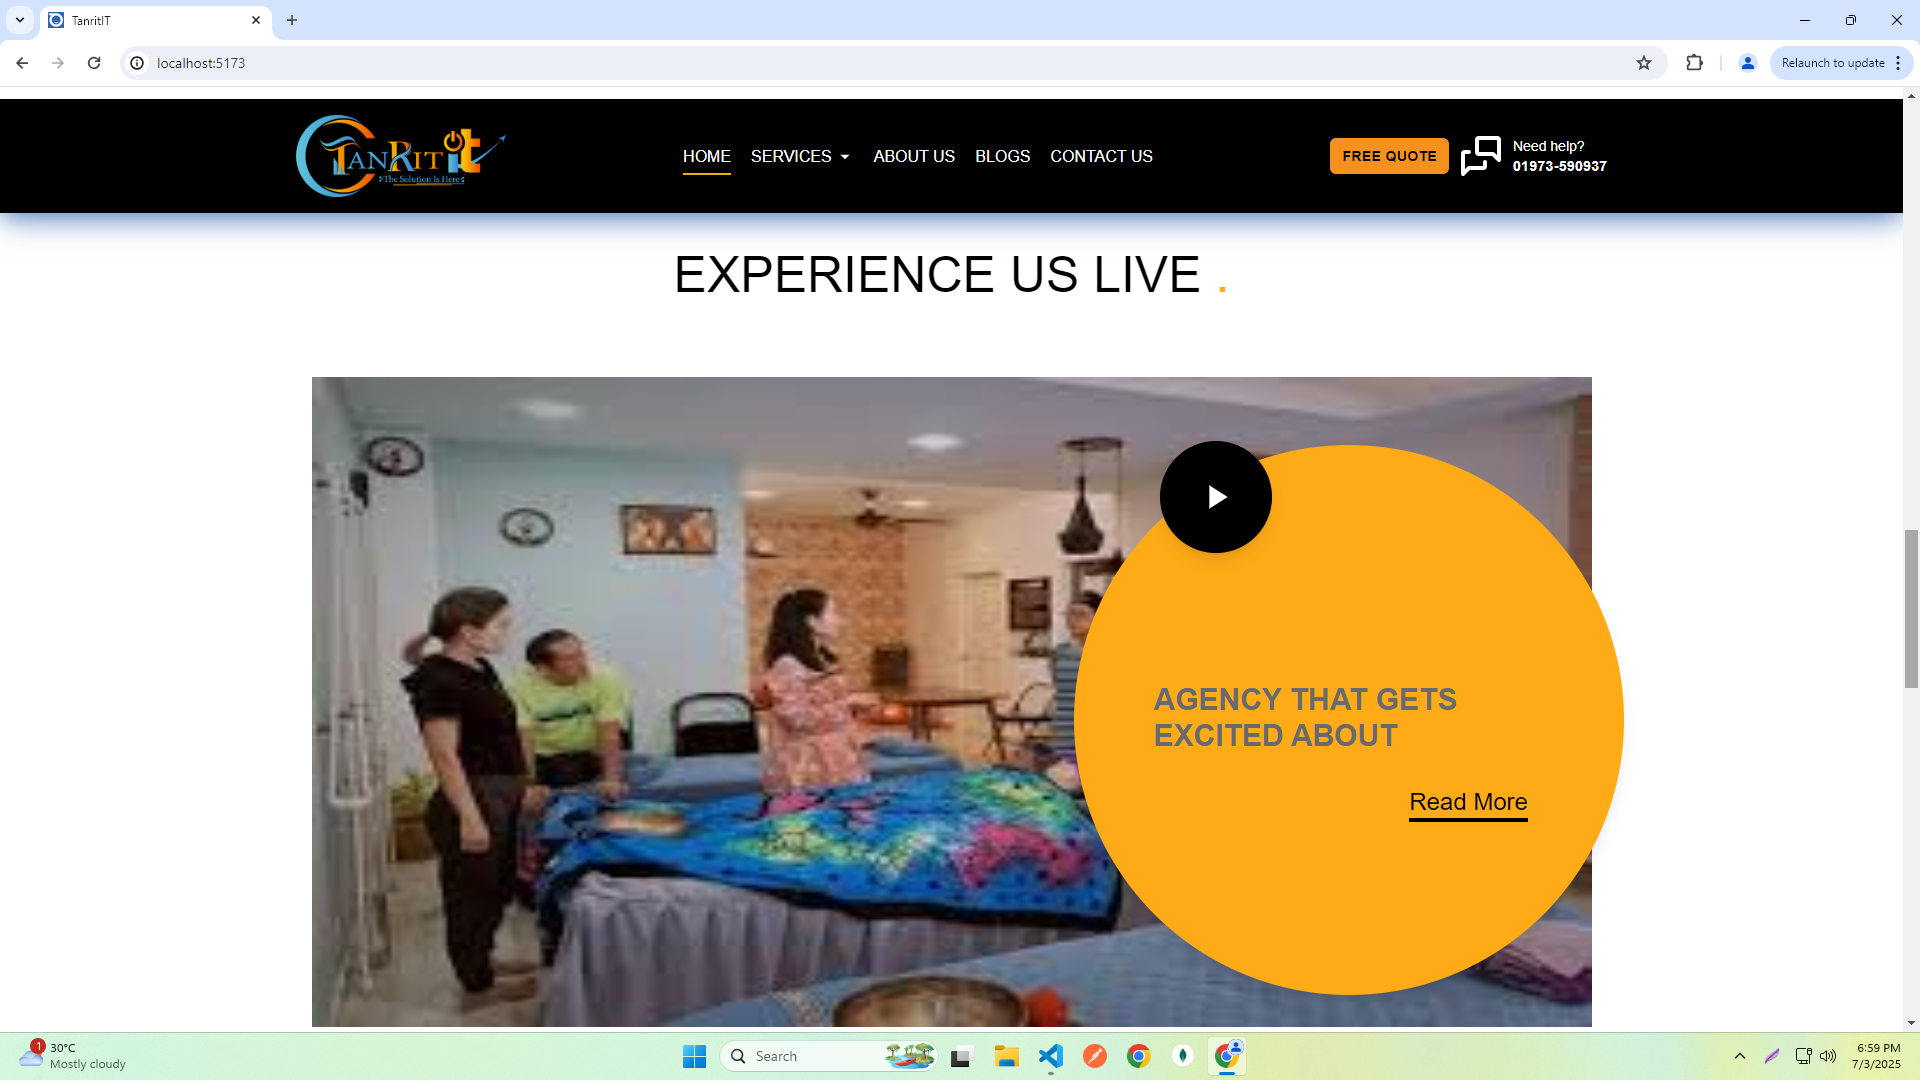 TanritIT
localhost:5173
Relaunch to update
TANRIT it
The Solution Is Here
HOME
SERVICES
ABOUT US
BLOGS
CONTACT US
FREE QUOTE
Need help?
01973-590937
EXPERIENCE US LIVE .
AGENCY THAT GETS
EXCITED ABOUT
Read More
1
30°C
Mostly cloudy
Search
6:59 PM
7/3/2025